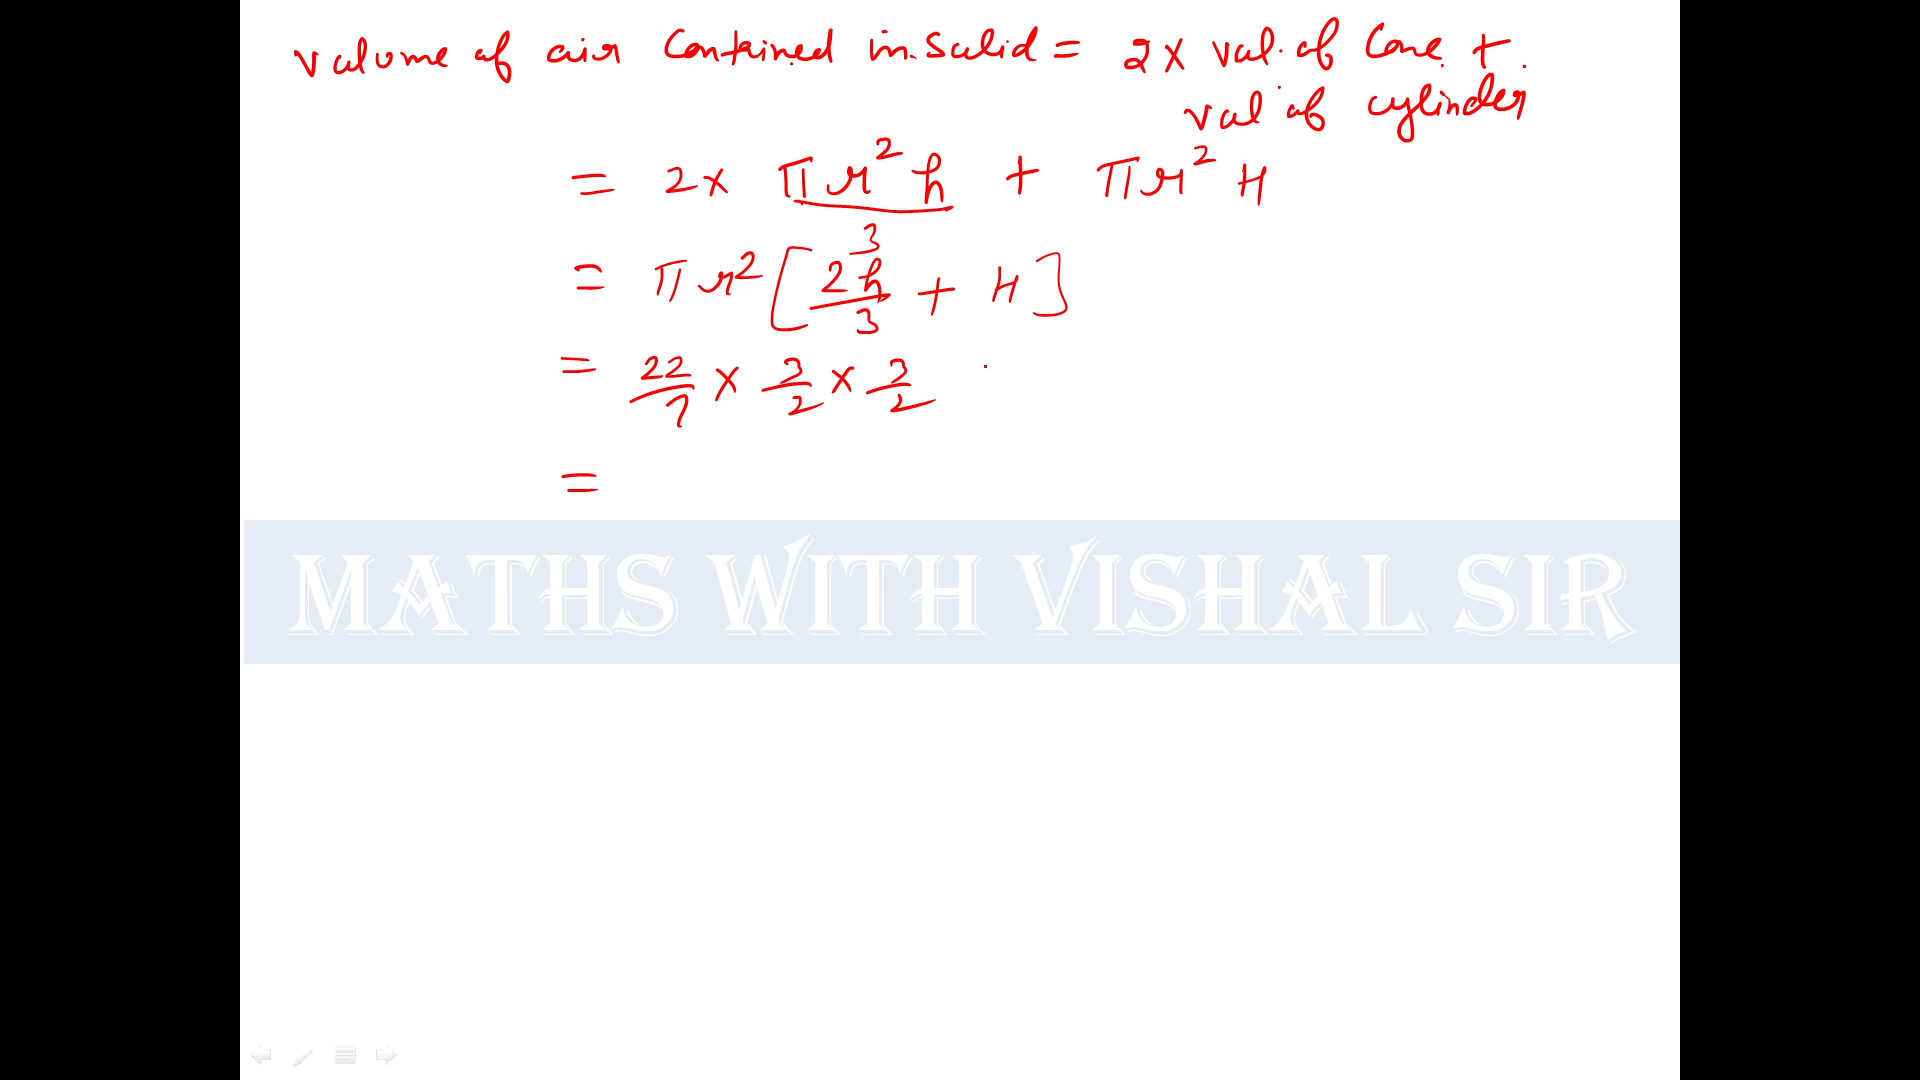 Volume of air contained in solid = 2 x vol. of Cone +
vol of cylinder
= 2 x πr²h/3 + πr²H
= πr² [2h/3 + H]
= 22/7 x 3/2 x 3/2
=
MATHS WITH VISHAL SIR